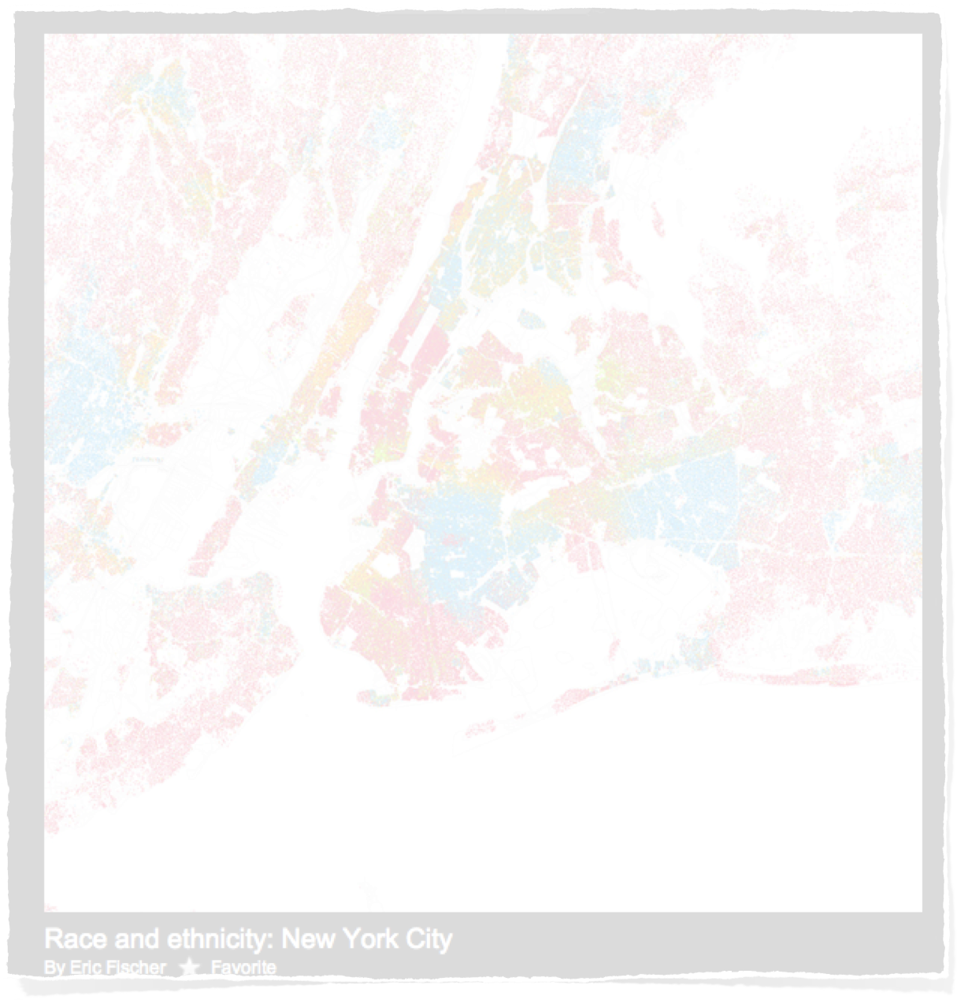 Race and ethnicity: New York City
By Eric Fischer ★ Favorite